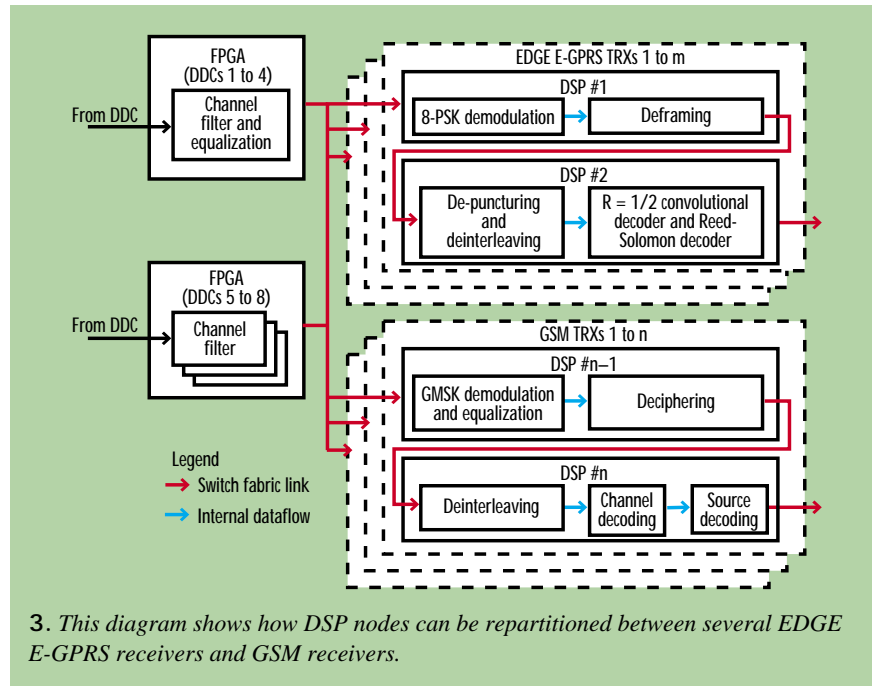 FPGA
(DDCs 1 to 4)
From DDC
Channel
filter and
equalization
EDGE E-GPRS TRXs 1 to m
DSP #1
8-PSK demodulation
Deframing
DSP #2
De-puncturing
and
deinterleaving
R = 1/2 convolutional
decoder and Reed-
Solomon decoder
FPGA
(DDCs 5 to 8)
From DDC
Channel
filter
GSM TRXs 1 to n
DSP #n–1
GMSK demodulation
and equalization
Deciphering
DSP #n
Deinterleaving
Channel
decoding
Source
decoding
Legend
Switch fabric link
Internal dataflow
3. This diagram shows how DSP nodes can be repartitioned between several EDGE
E-GPRS receivers and GSM receivers.